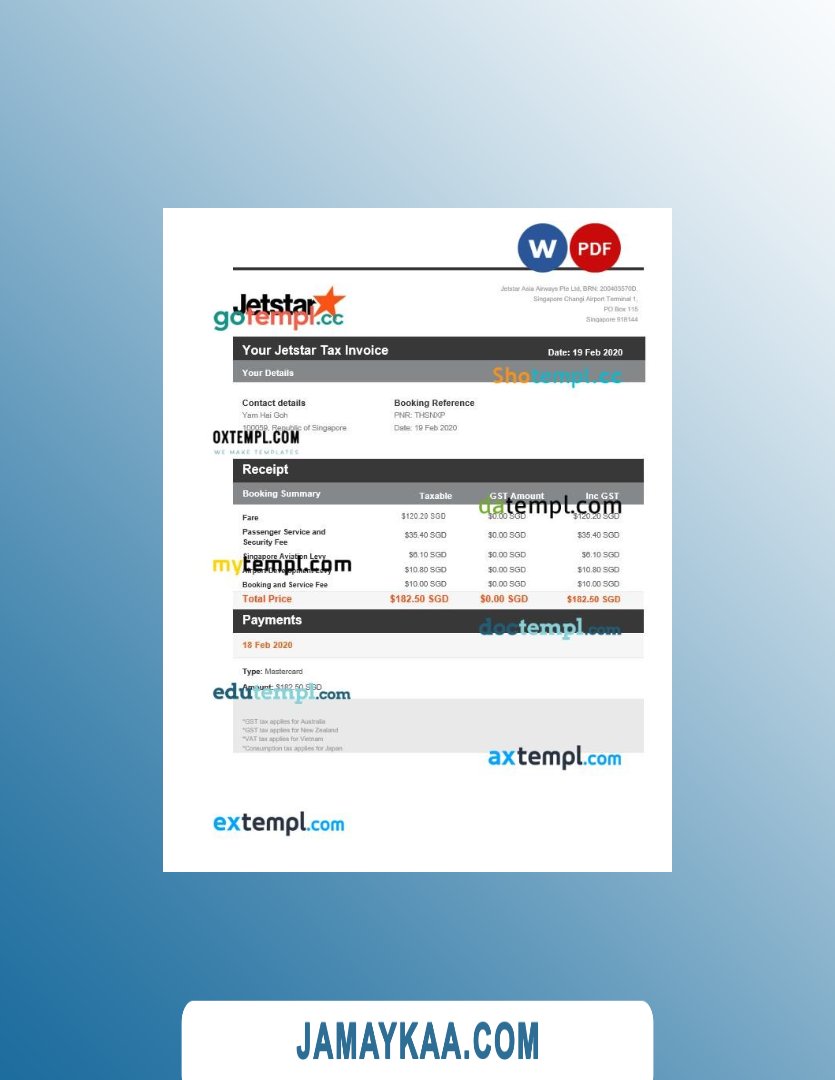 W PDF
Jetstar
gotempl.cc
Jetstar Asia Airways Pte Ltd, BRN: 200403570D.
Singapore Changi Airport Terminal 1,
PO Box 115
Singapore 918144
Your Jetstar Tax Invoice Date: 19 Feb 2020
Your Details
Shotempl.cc
Contact details Booking Reference
Yam Hai Goh PNR: THSNXP
100059, Republic of Singapore Date: 19 Feb 2020
OXTEMPL.COM
WE MAKE TEMPLATES
Receipt
Booking Summary Taxable GST Amount Inc GST
datempl.com
Fare $120.20 SGD $0.00 SGD $120.20 SGD
Passenger Service and
Security Fee $35.40 SGD $0.00 SGD $35.40 SGD
Singapore Aviation Levy $6.10 SGD $0.00 SGD $6.10 SGD
mytempl.com
Airport Development Levy $10.80 SGD $0.00 SGD $10.80 SGD
Booking and Service Fee $10.00 SGD $0.00 SGD $10.00 SGD
Total Price $182.50 SGD $0.00 SGD $182.50 SGD
Payments
doctempl.com
18 Feb 2020
Type: Mastercard
Amount: $182.50 SGD
edutempl.com
*GST tax applies for Australia
*GST tax applies for New Zealand
*VAT tax applies for Vietnam
*Consumption tax applies for Japan
axtempl.com
extempl.com
JAMAYKAA.COM